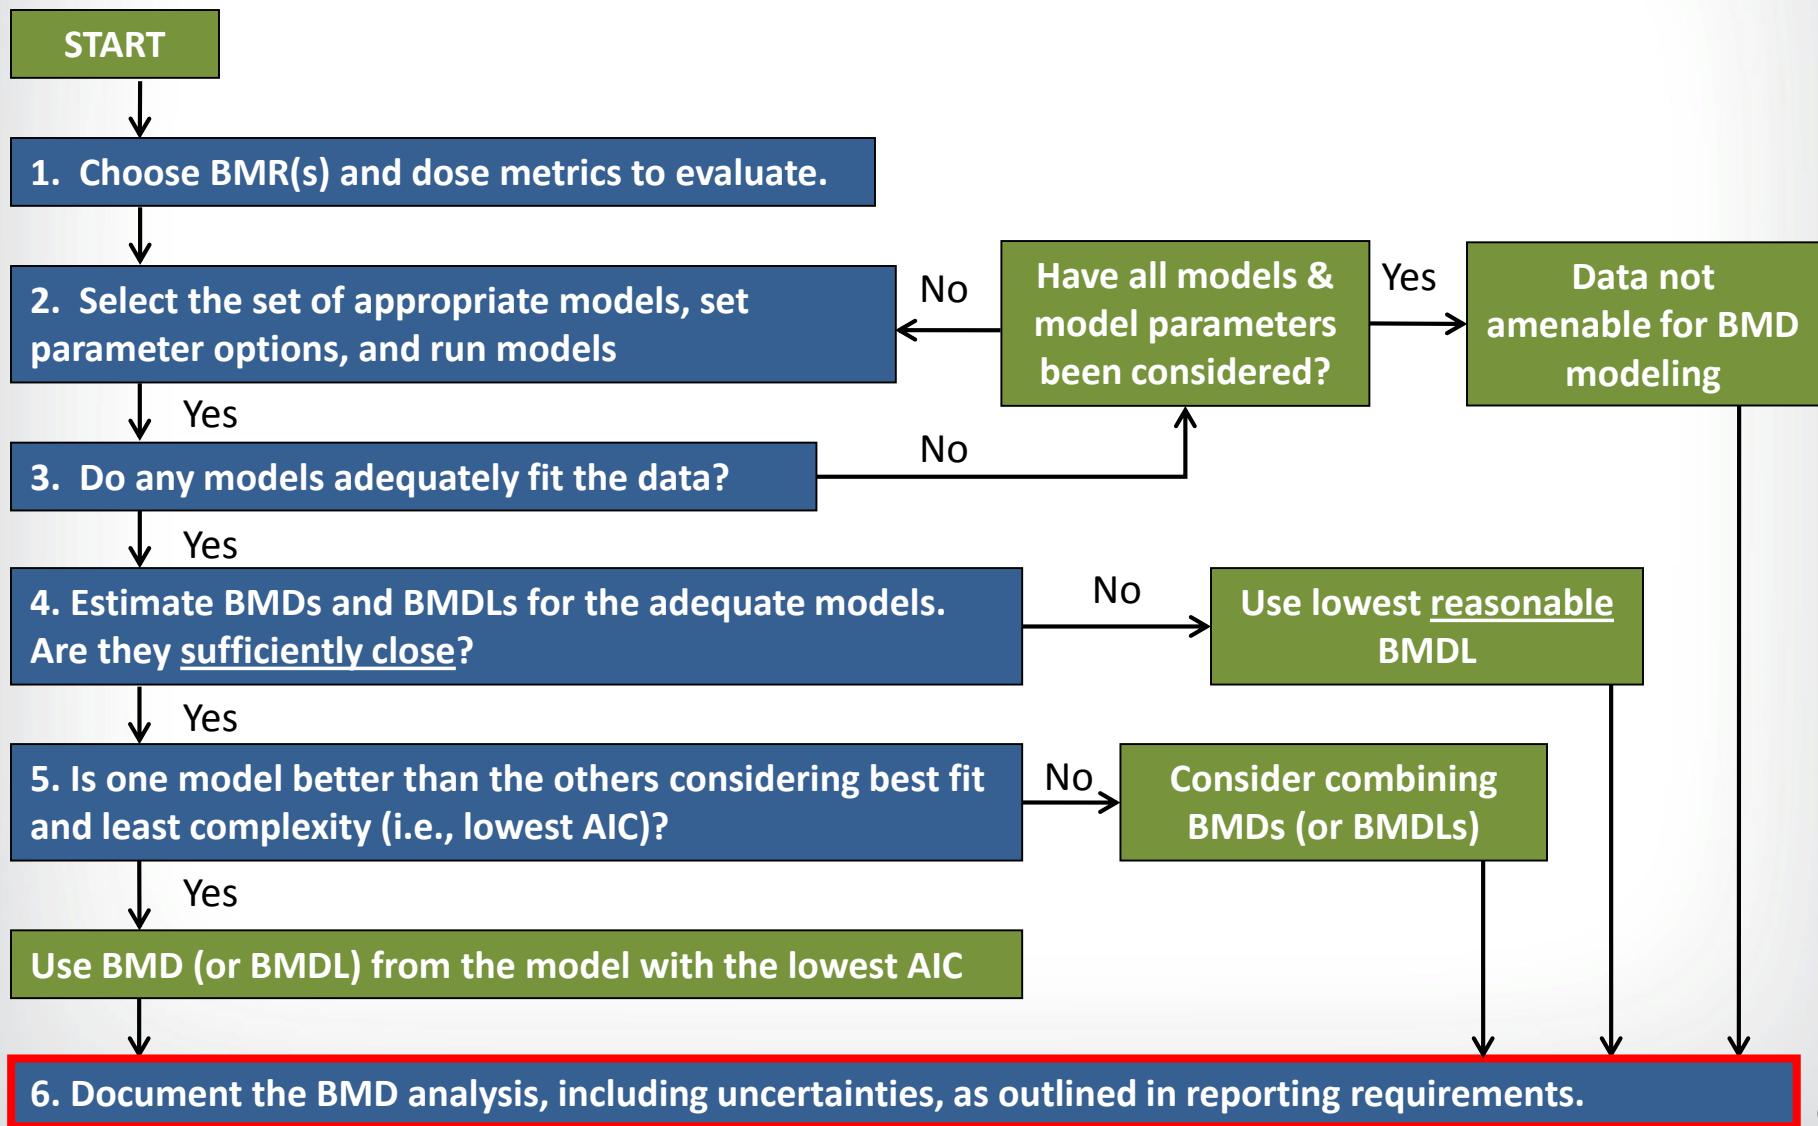 START
1. Choose BMR(s) and dose metrics to evaluate.
2. Select the set of appropriate models, set
parameter options, and run models
No
Have all models &
model parameters
been considered?
Yes
Data not
amenable for BMD
modeling
Yes
3. Do any models adequately fit the data?
No
Yes
4. Estimate BMDs and BMDLs for the adequate models.
Are they sufficiently close?
No
Use lowest reasonable
BMDL
Yes
5. Is one model better than the others considering best fit
and least complexity (i.e., lowest AIC)?
No
Consider combining
BMDs (or BMDLs)
Yes
Use BMD (or BMDL) from the model with the lowest AIC
6. Document the BMD analysis, including uncertainties, as outlined in reporting requirements.